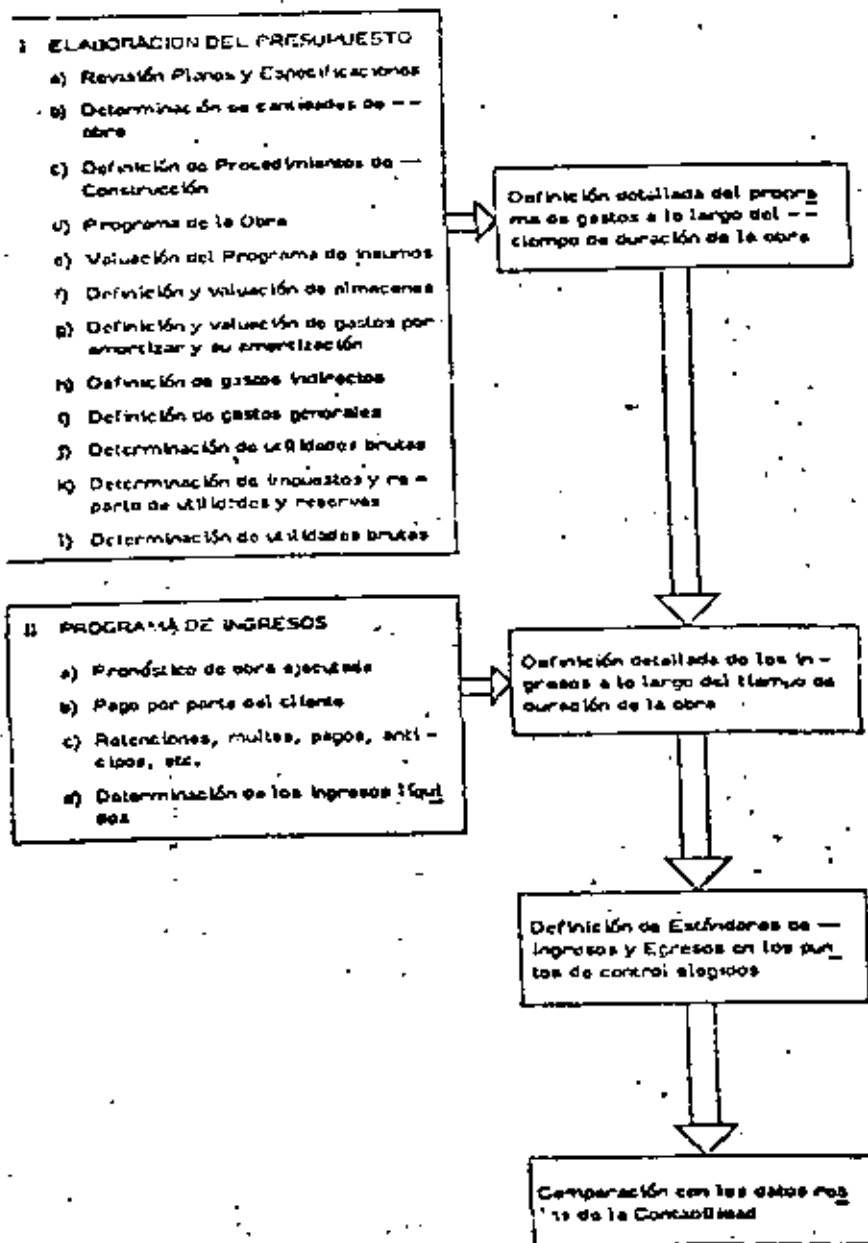 I ELABORACION DEL PRESUPUESTO
a) Revisión Planos y Especificaciones
b) Determinación de cantidades de --
obra
c) Definición de Procedimientos de —
Construcción
d) Programa de la Obra
e) Valuación del Programa de insumos
f) Definición y valuación de almacenes
g) Definición y valuación de gastos por
amortizar y su amortización
h) Definición de gastos indirectos
i) Definición de gastos generales
j) Determinación de utilidades brutas
k) Determinación de impuestos y re -
parto de utilidades y reservas
l) Determinación de utilidades brutas
Definición detallada del progra
ma de gastos a lo largo del --
tiempo de duración de la obra
II PROGRAMA DE INGRESOS
a) Pronóstico de obra ejecutada
b) Pago por parte del cliente
c) Retenciones, multas, pagos, anti -
cipos, etc.
d) Determinación de los ingresos líqui
dos
Definición detallada de los in -
gresos a lo largo del tiempo de
duración de la obra
Definición de Estándares de —
Ingresos y Egresos en los pun
tos de control elegidos
Comparación con los datos rea
de la Contabilidad